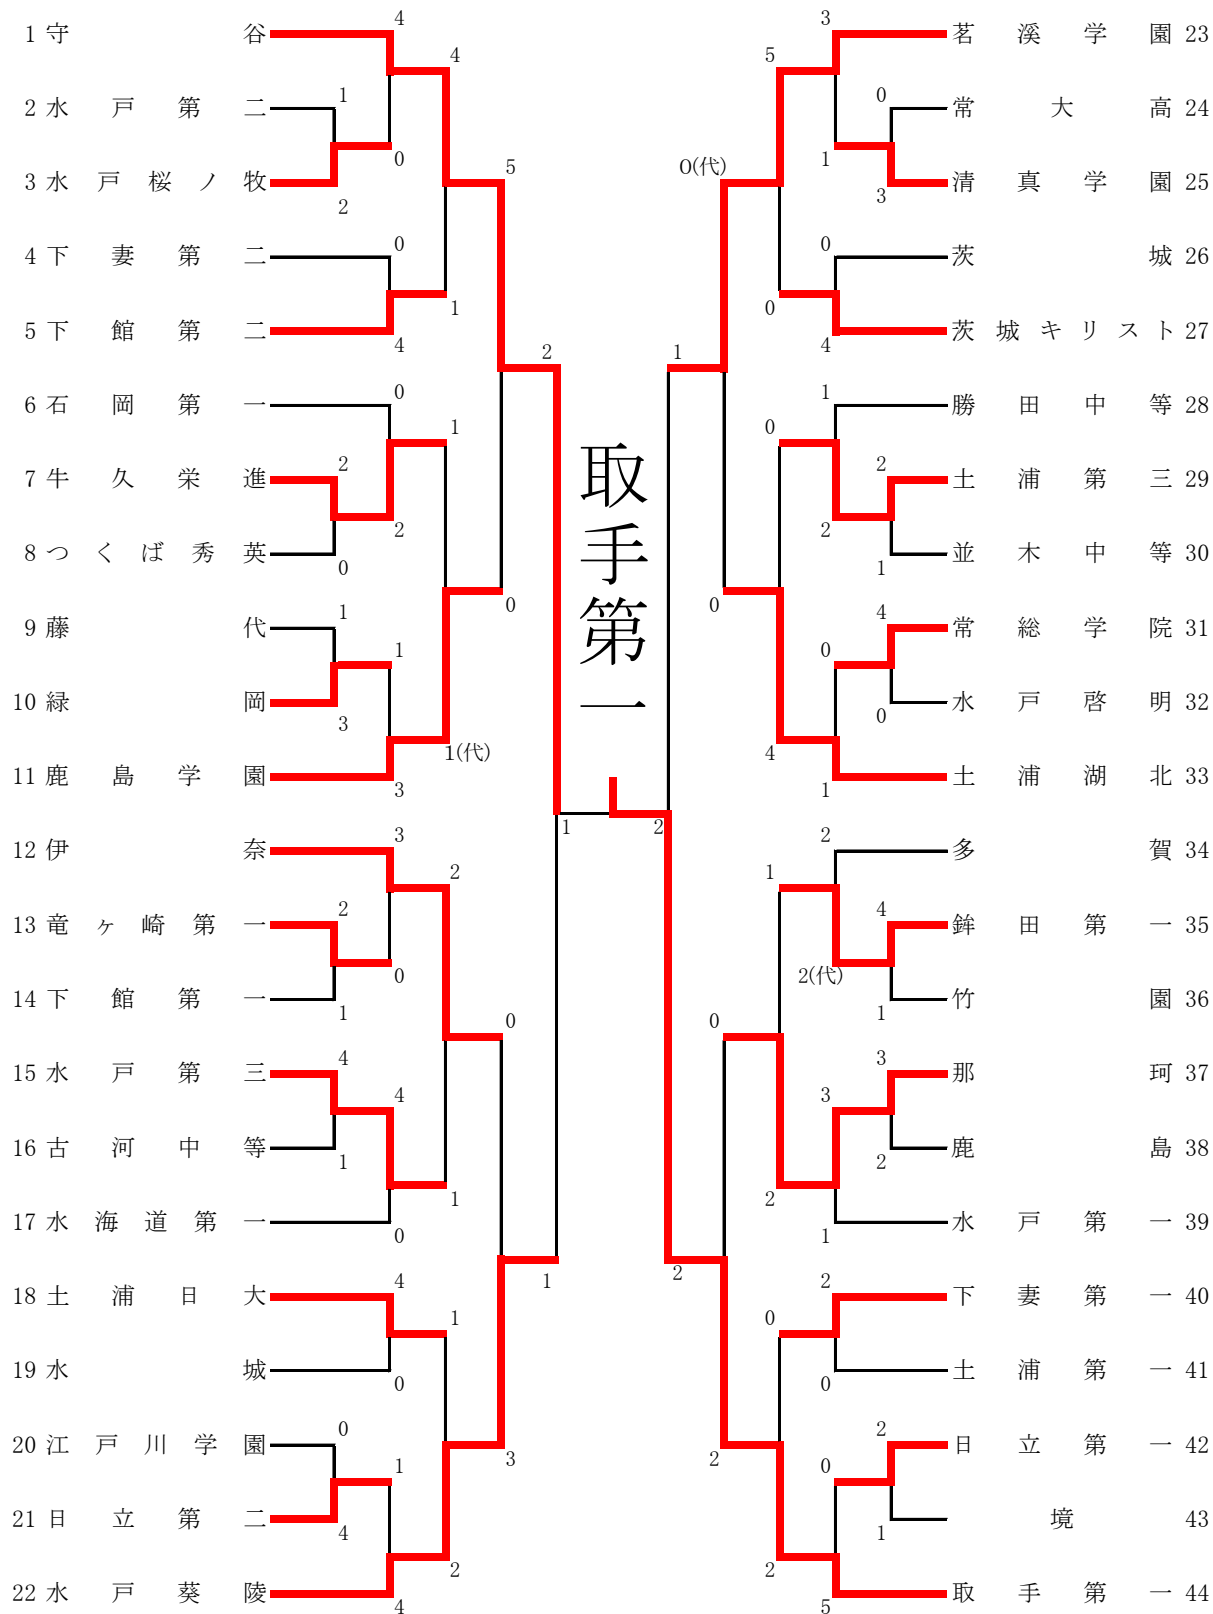 1 守谷
2 水戸第二
3 水戸桜ノ牧
4 下妻第二
5 下館第二
6 石岡第一
7 牛久栄進
8 つくば秀英
9 藤代
10 緑岡
11 鹿島学園
12 伊奈
13 竜ヶ崎第一
14 下館第一
15 水戸第三
16 古河中等
17 水海道第一
18 土浦日大
19 水城
20 江戸川学園
21 日立第二
22 水戸葵陵
4
1
2
0
0
4
0
2
0
2
1
3
1
3
3
2
1
0
4
1
4
0
4
0
0
4
1
4
4
1
1
1(代)
2
1
1
2
5
0
0
3
2
1
1
取手第一
2
1
2
0(代)
0
0
2
5
0
0
4
1
2
0
2
3
1
0
4
1
2
0
1
2
2(代)
3
1
2
0
0
5
0
3
2
1
4
0
4
1
3
2
2
1
茗溪学園 23
常大高 24
清真学園 25
茨城 26
茨城キリスト 27
勝田中等 28
土浦第三 29
並木中等 30
常総学院 31
水戸啓明 32
土浦湖北 33
多賀 34
鉾田第一 35
竹園 36
那珂 37
鹿島 38
水戸第一 39
下妻第一 40
土浦第一 41
日立第一 42
境 43
取手第一 44